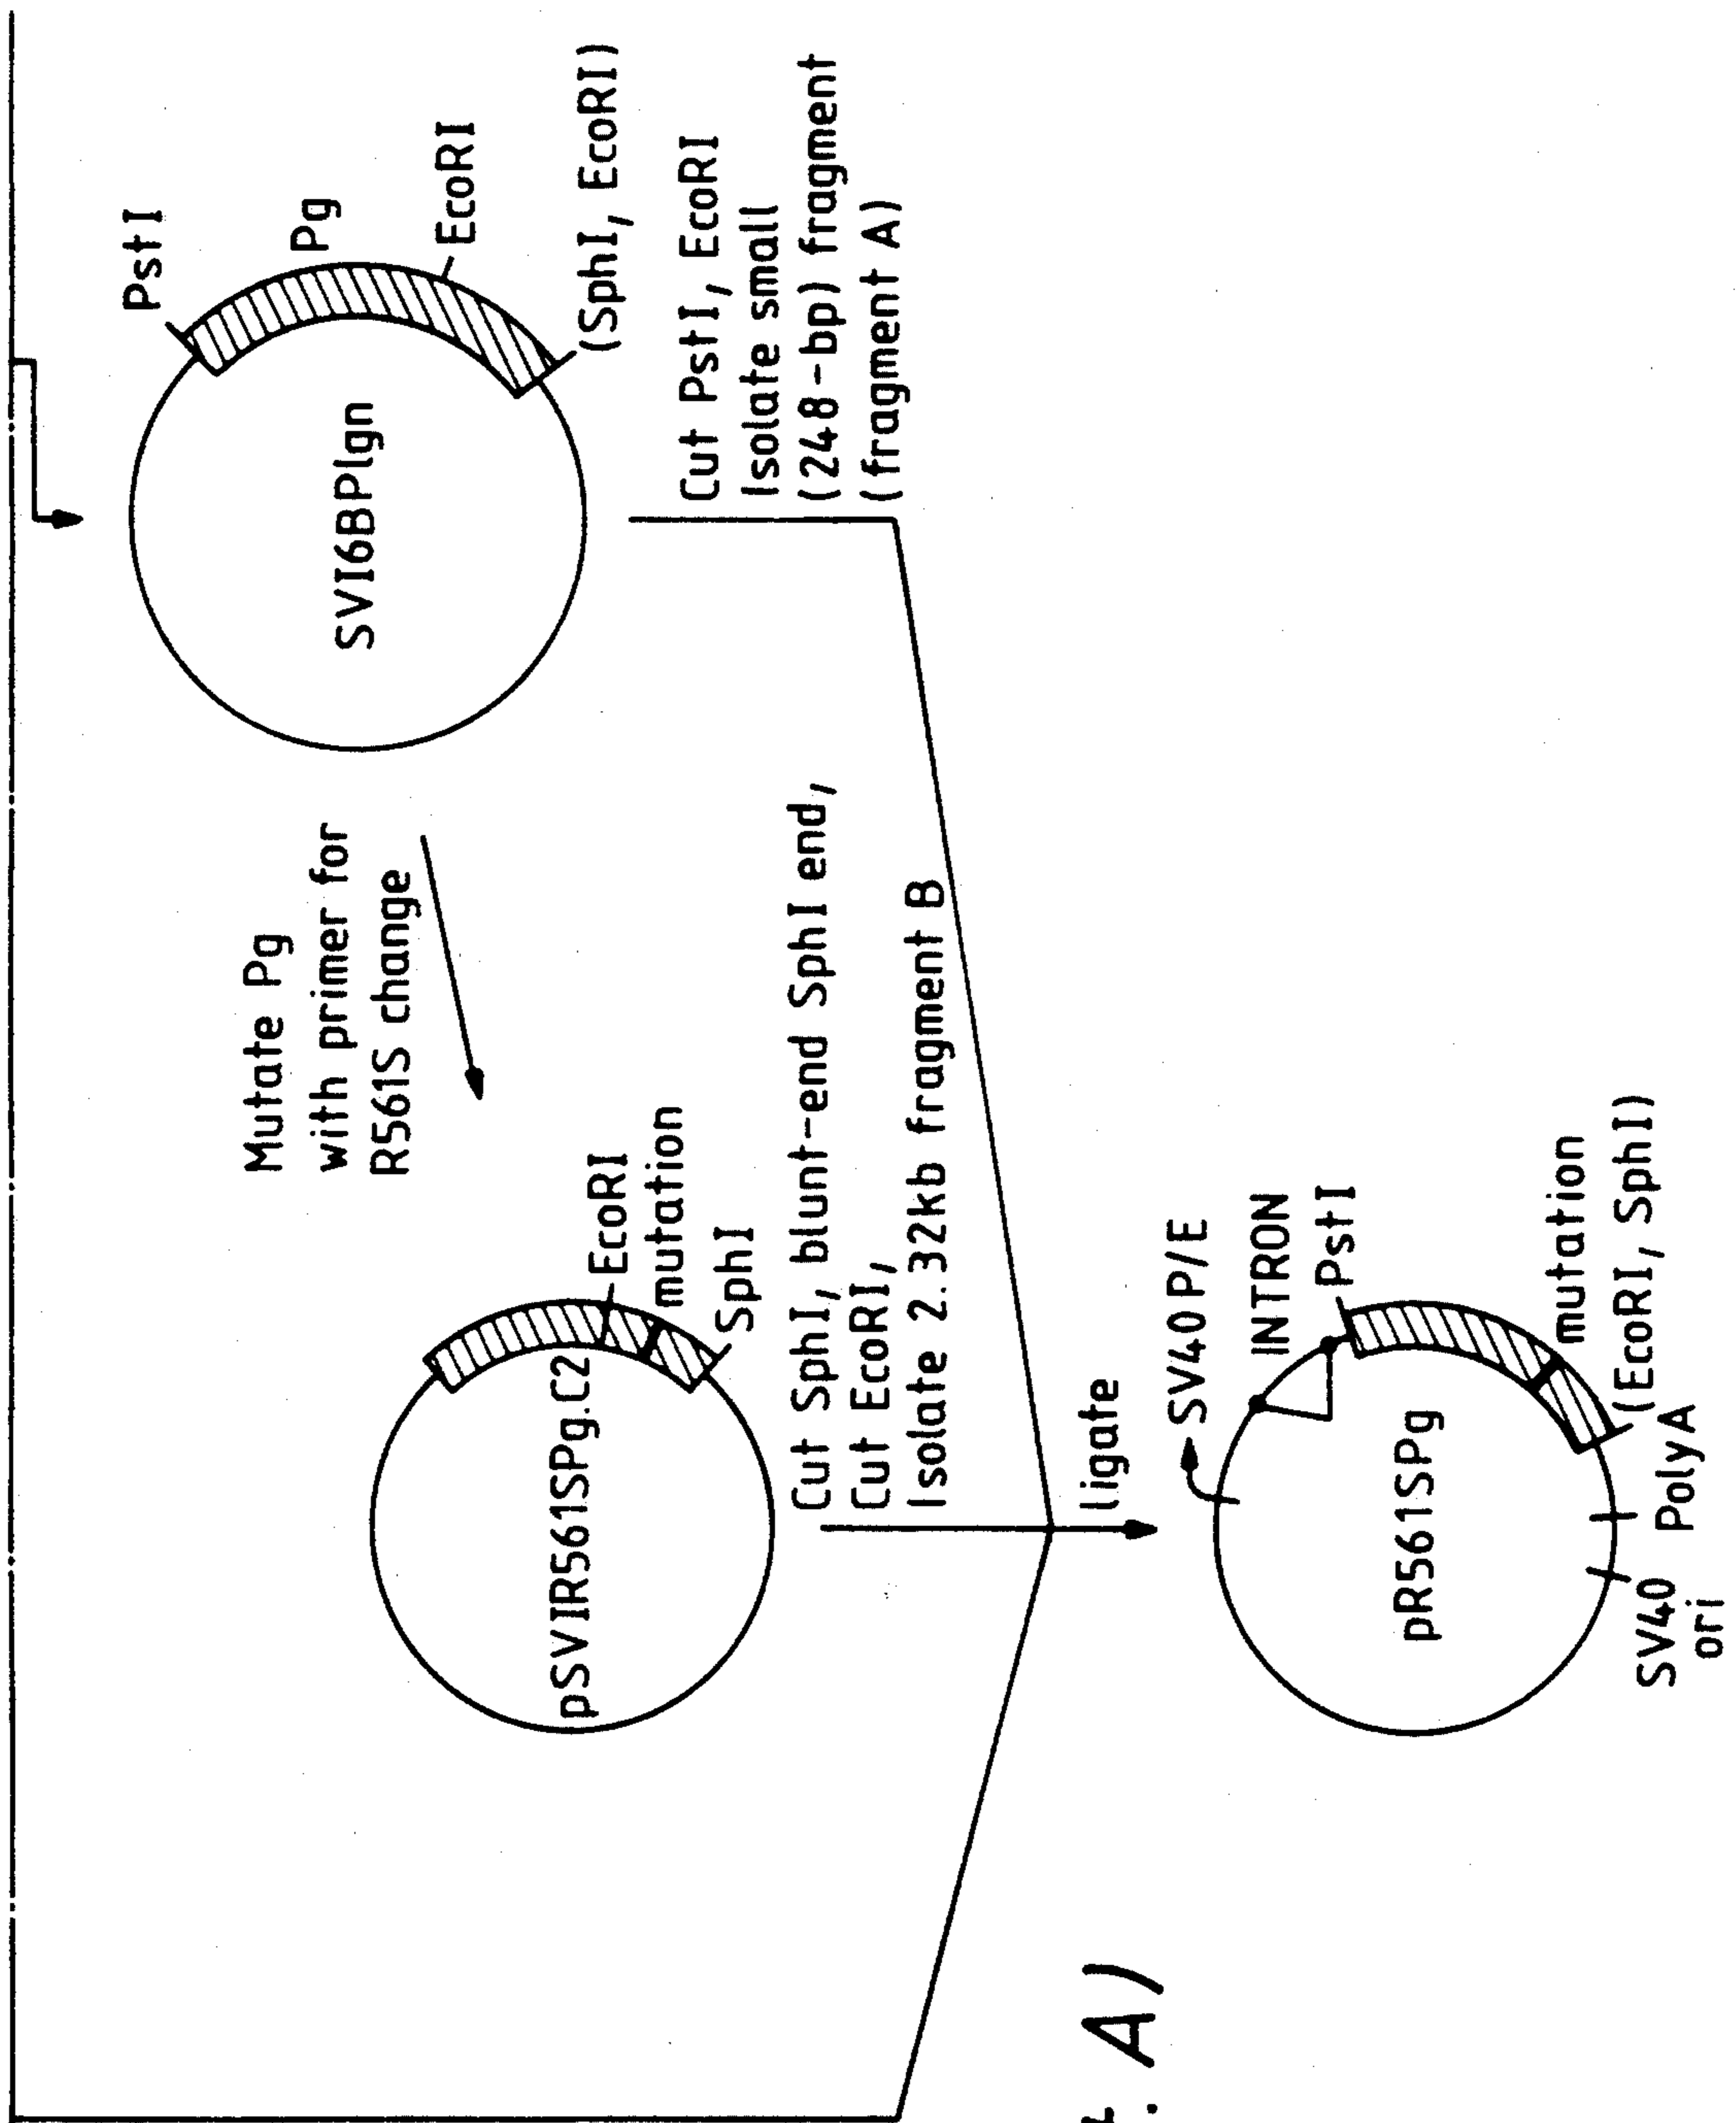 PstI
Pg
EcoRI
(SphI, EcoRI)
SVI6BPlgn
Cut PstI, EcoRI
Isolate small
(248-bp) fragment
(fragment A)
Mutate Pg
with primer for
R561S change
pSVIR561SPg.C2
EcoRI
mutation
SphI
Cut SphI, blunt-end SphI end,
Cut EcoRI,
Isolate 2.32kb fragment B
ligate
SV40P/E
INTRON
PstI
pR561SPg
mutation
(EcoRI, SphI)
PolyA
SV40
ori
. A)